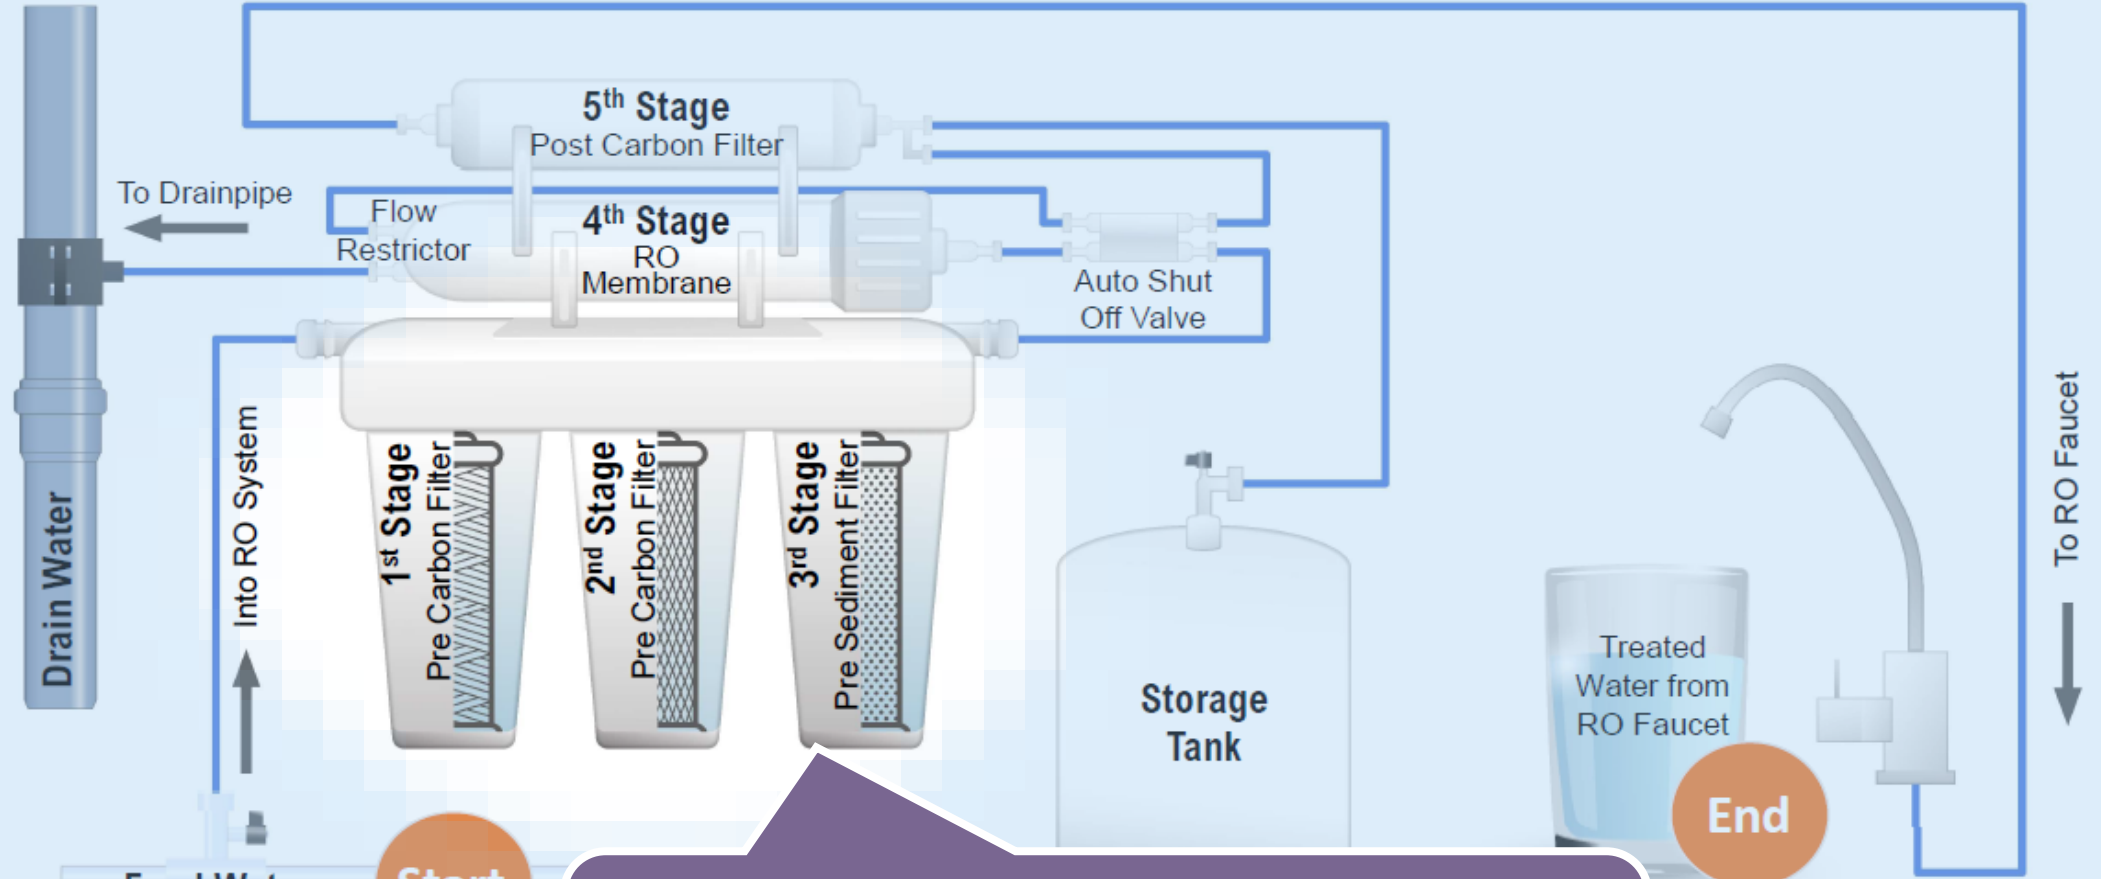 5th Stage
Post Carbon Filter
To Drainpipe
Flow
Restrictor
4th Stage
RO
Membrane
Auto Shut
Off Valve
Drain Water
Into RO System
1st Stage
Pre Carbon Filter
2nd Stage
Pre Carbon Filter
3rd Stage
Pre Sediment Filter
Storage
Tank
Treated
Water from
RO Faucet
To RO Faucet
End
Start